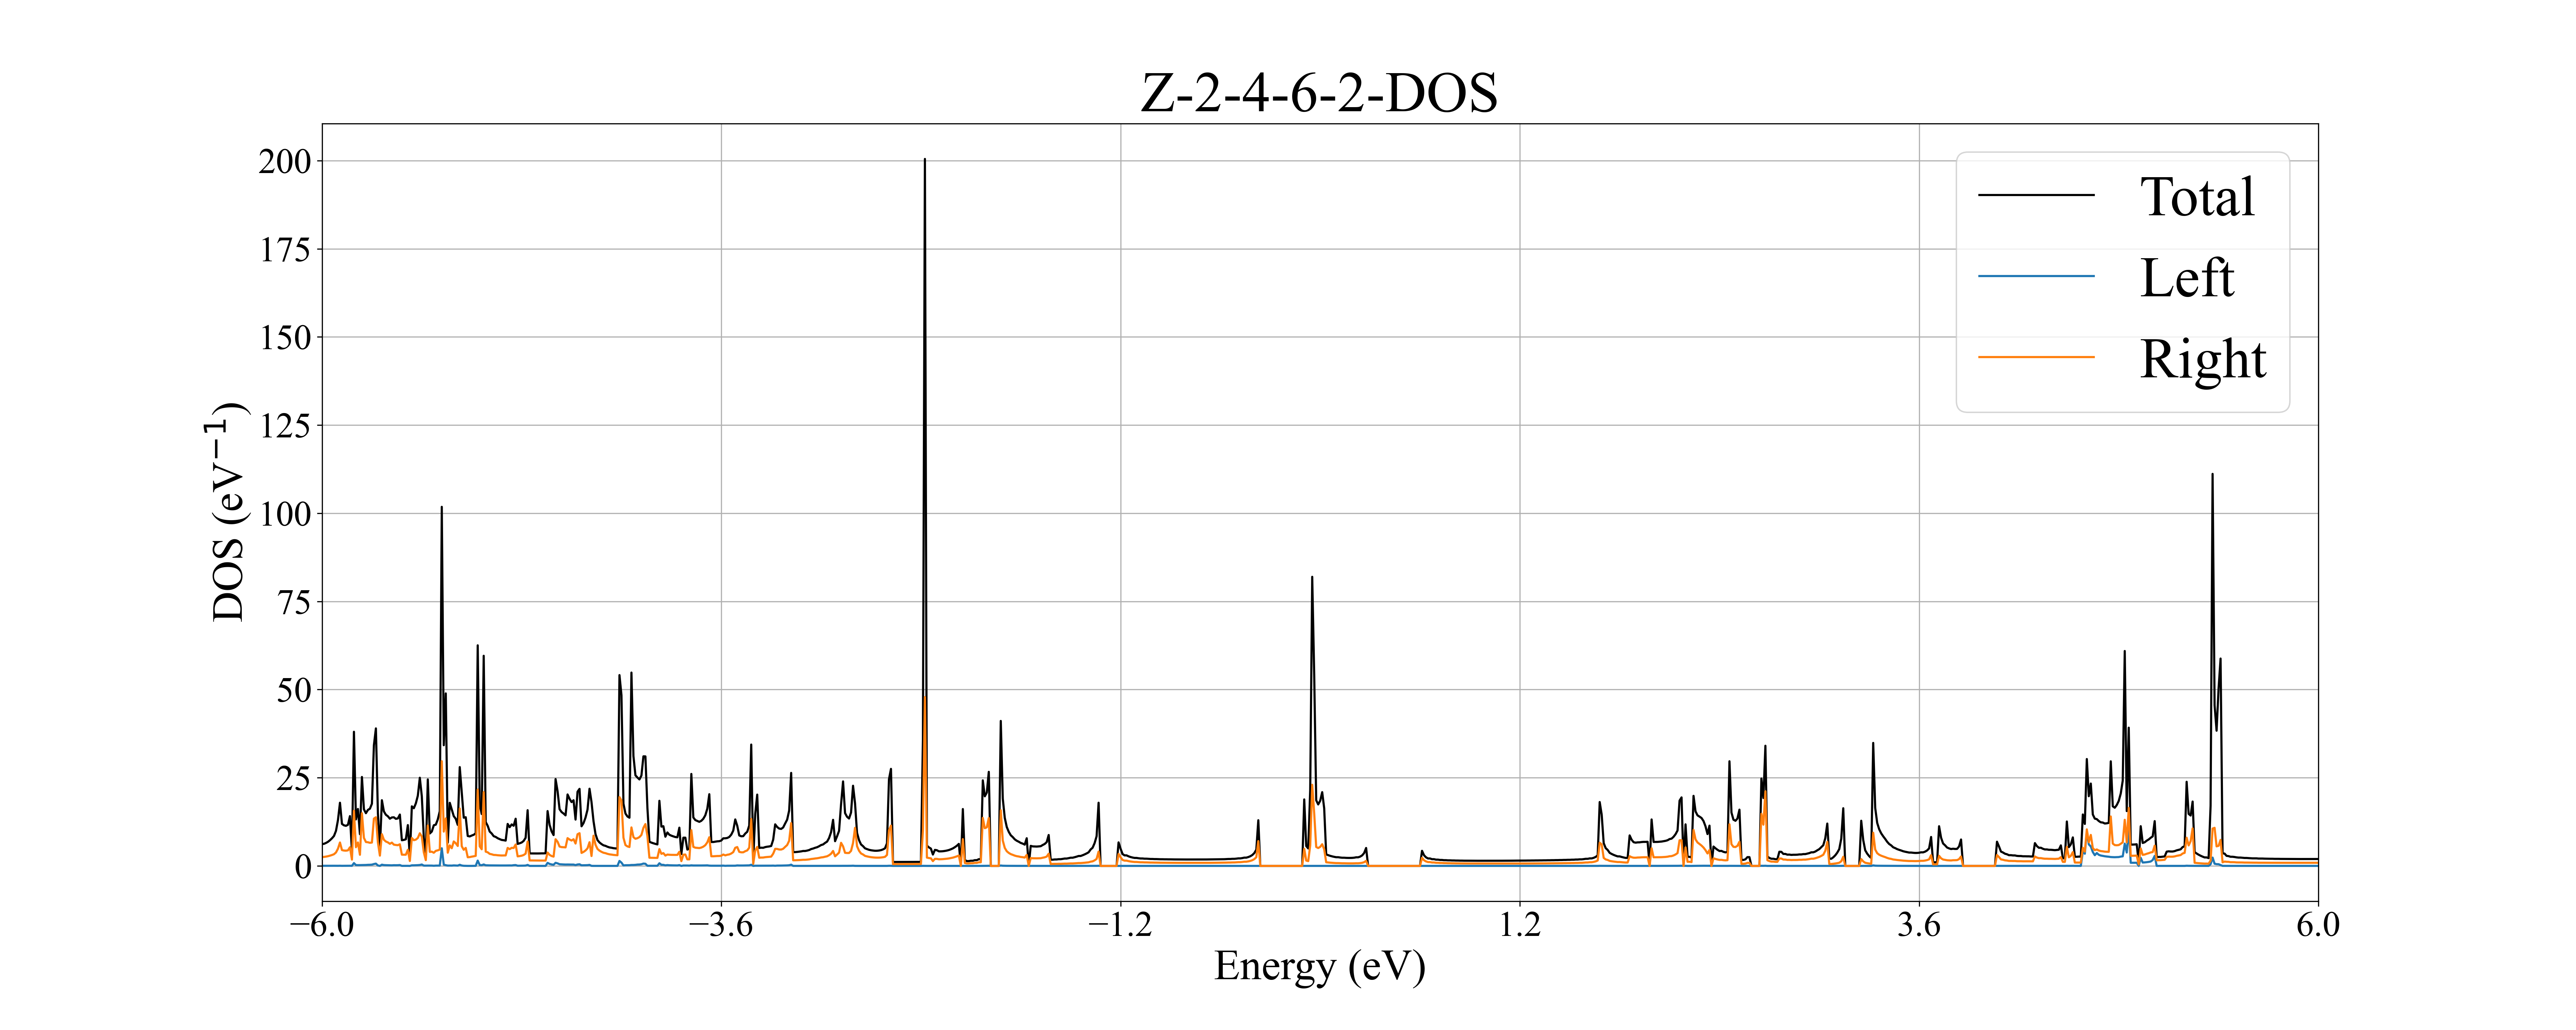 Z-2-4-6-2-DOS
200
175
150
125
100
75
50
25
0
DOS (eV⁻¹)
Total
Left
Right
−6.0 −3.6 −1.2 1.2 3.6 6.0
Energy (eV)